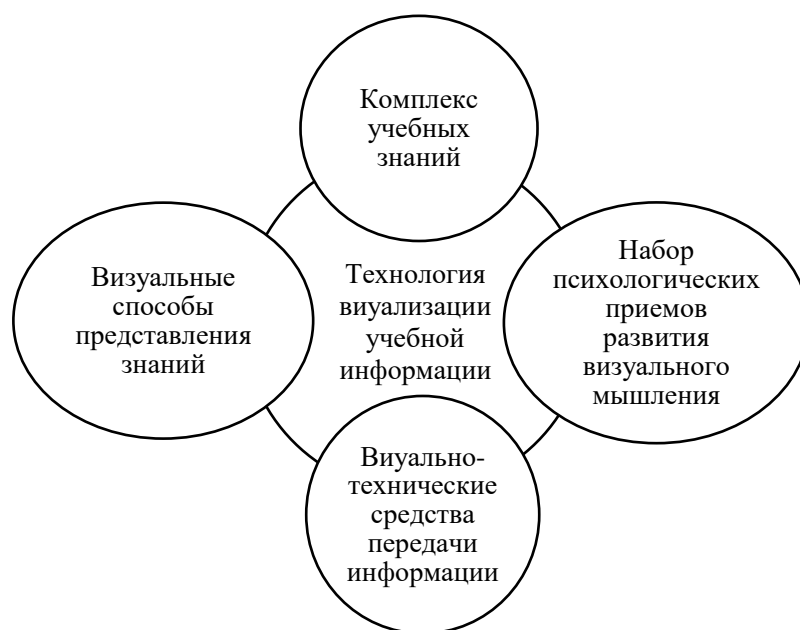 Комплекс
учебных
знаний
Визуальные
способы
представления
знаний
Технология
виуализации
учебной
информации
Набор
психологических
приемов
развития
визуального
мышления
Виуально-
технические
средства
передачи
информации